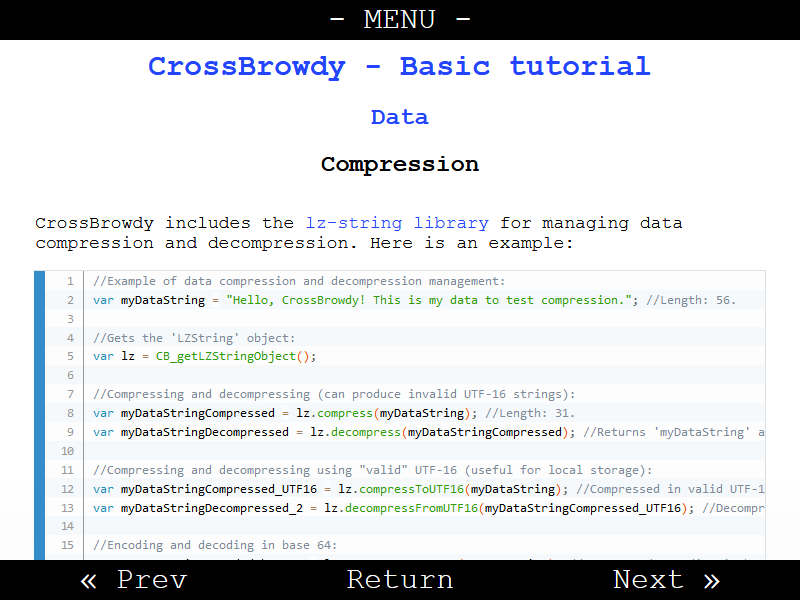 - MENU -
CrossBrowdy - Basic tutorial
Data
Compression
CrossBrowdy includes the lz-string library for managing data
compression and decompression. Here is an example:
1 //Example of data compression and decompression management:
2 var myDataString = "Hello, CrossBrowdy! This is my data to test compression."; //Length: 56.
3
4 //Gets the 'LZString' object:
5 var lz = CB_getLZStringObject();
6
7 //Compressing and decompressing (can produce invalid UTF-16 strings):
8 var myDataStringCompressed = lz.compress(myDataString); //Length: 31.
9 var myDataStringDecompressed = lz.decompress(myDataStringCompressed); //Returns 'myDataString' a
10
11 //Compressing and decompressing using "valid" UTF-16 (useful for local storage):
12 var myDataStringCompressed_UTF16 = lz.compressToUTF16(myDataString); //Compressed in valid UTF-1
13 var myDataStringDecompressed_2 = lz.decompressFromUTF16(myDataStringCompressed_UTF16); //Decompr
14
15 //Encoding and decoding in base 64:
« Prev Return Next »